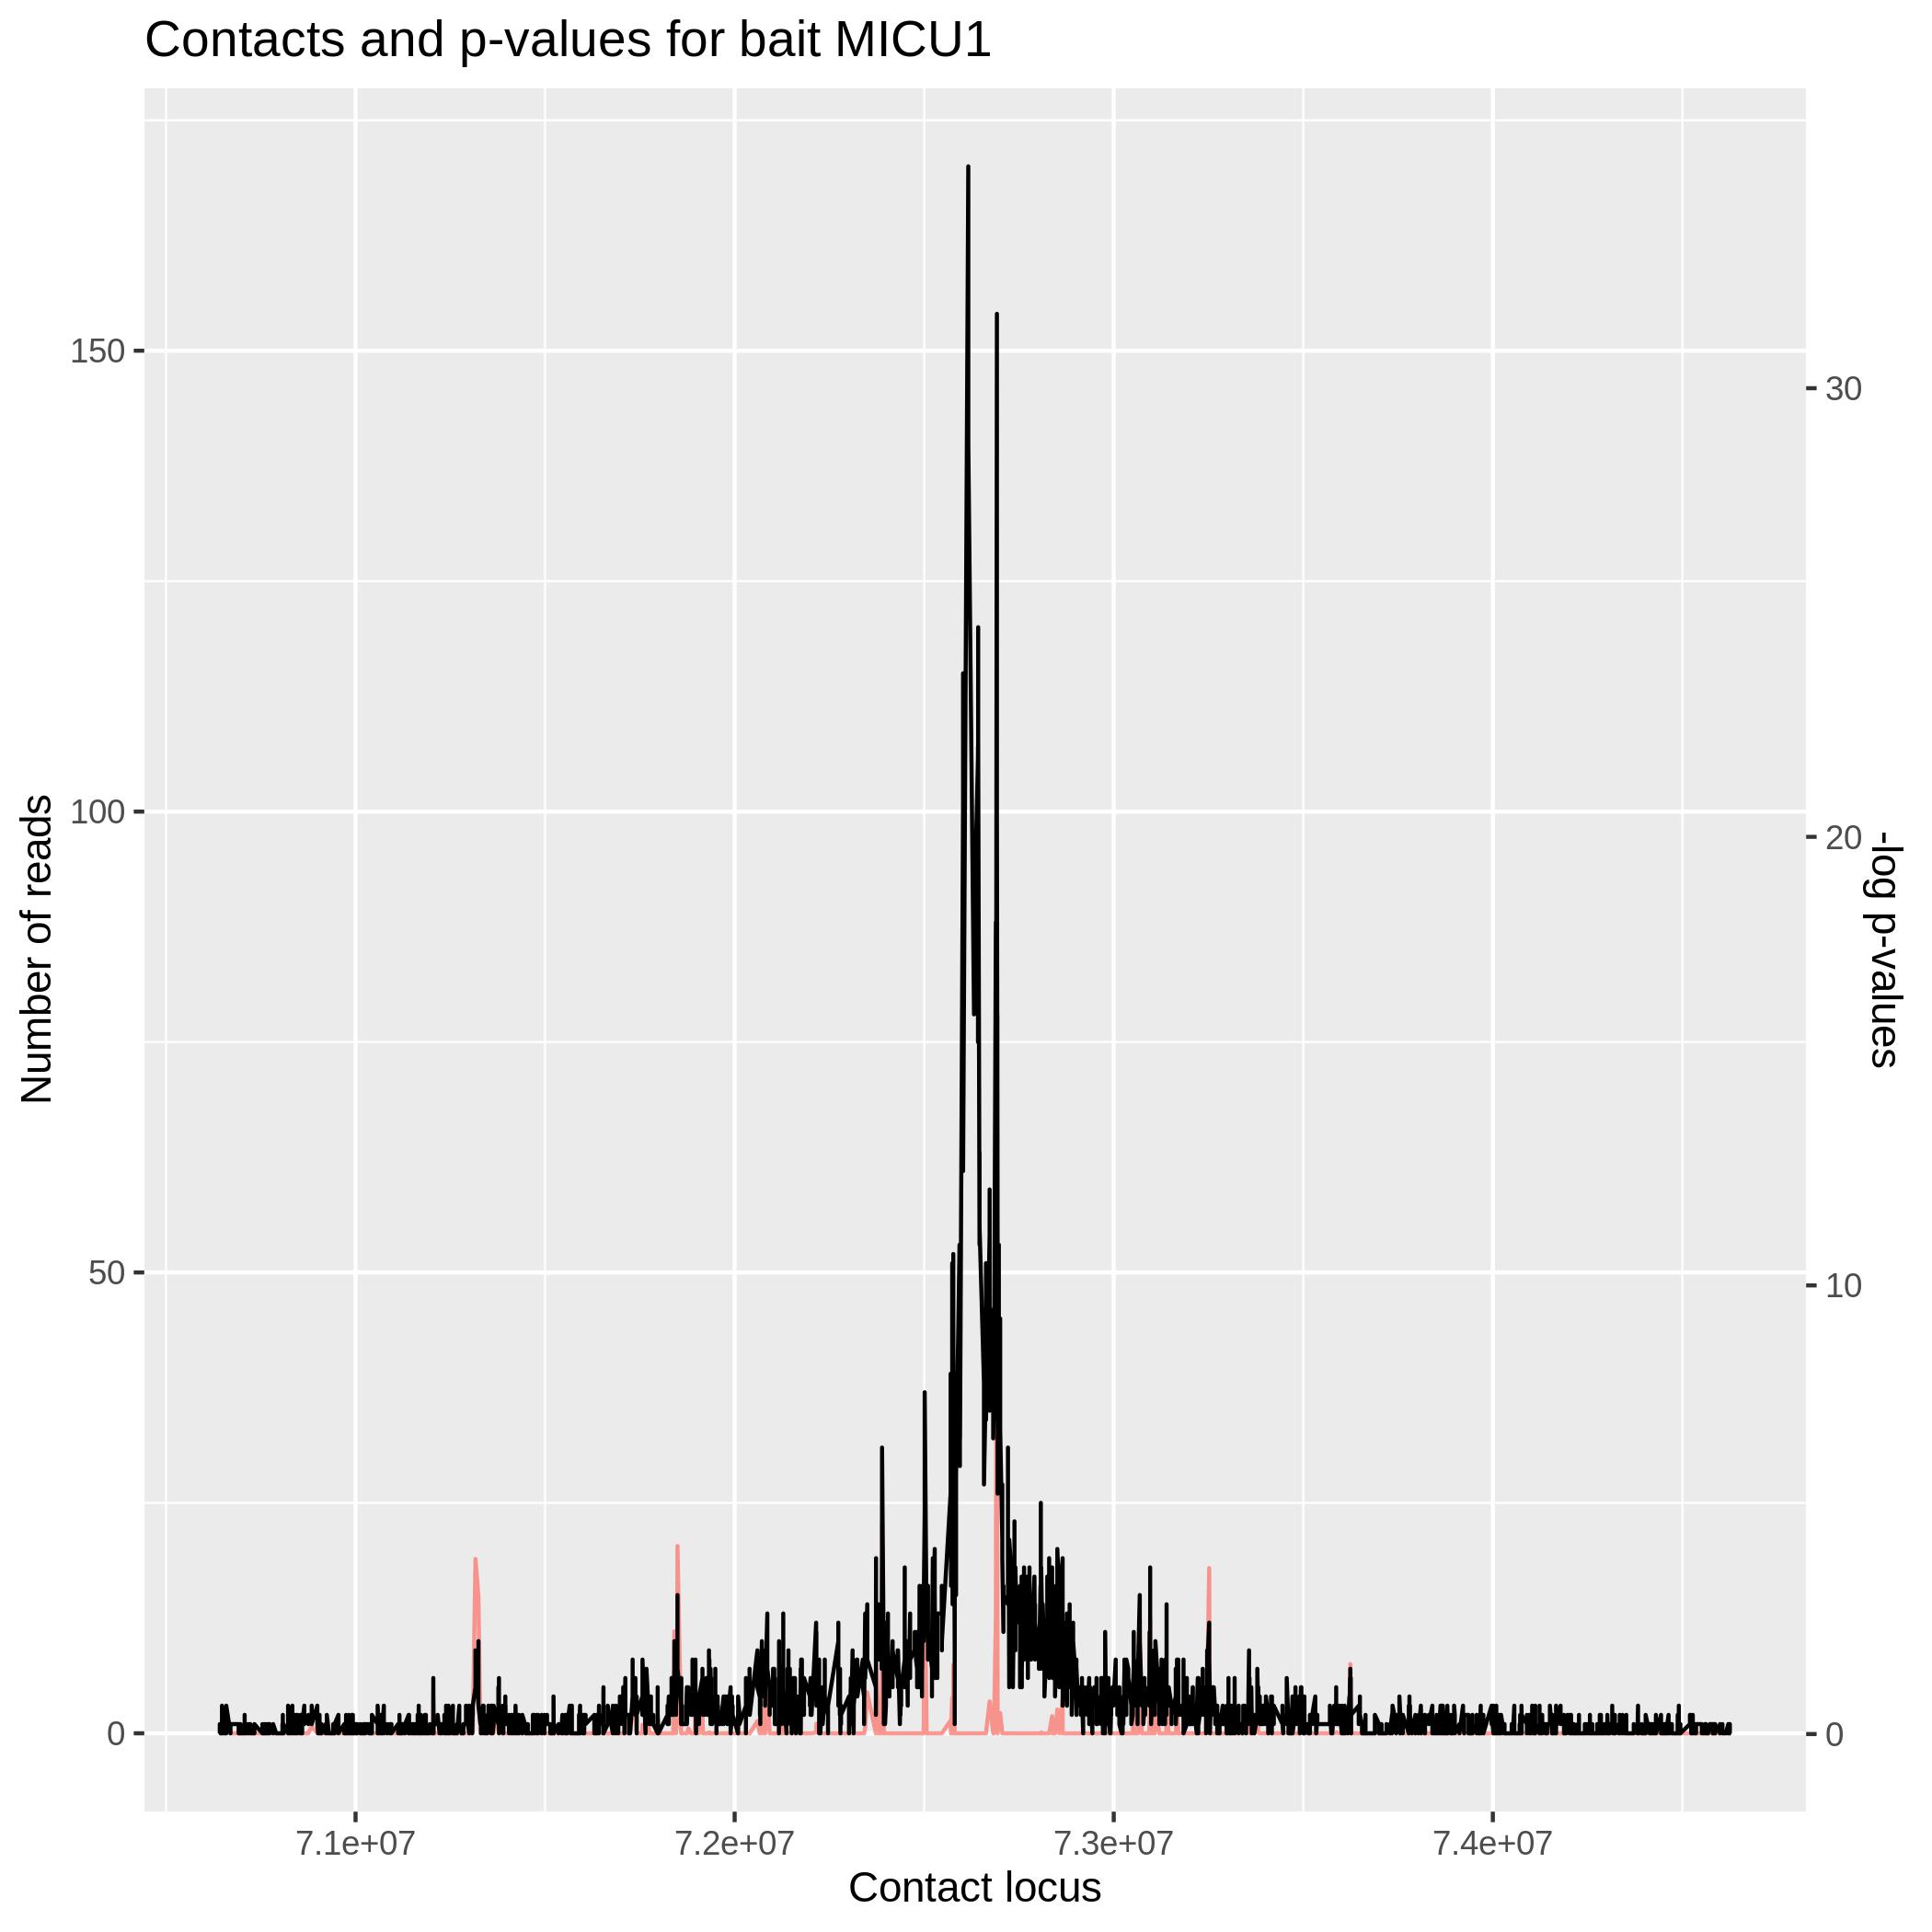 Contacts and p-values for bait MICU1
Number of reads
150
100
50
0
30
20
10
0
-log p-values
7.1e+07 7.2e+07 7.3e+07 7.4e+07
Contact locus